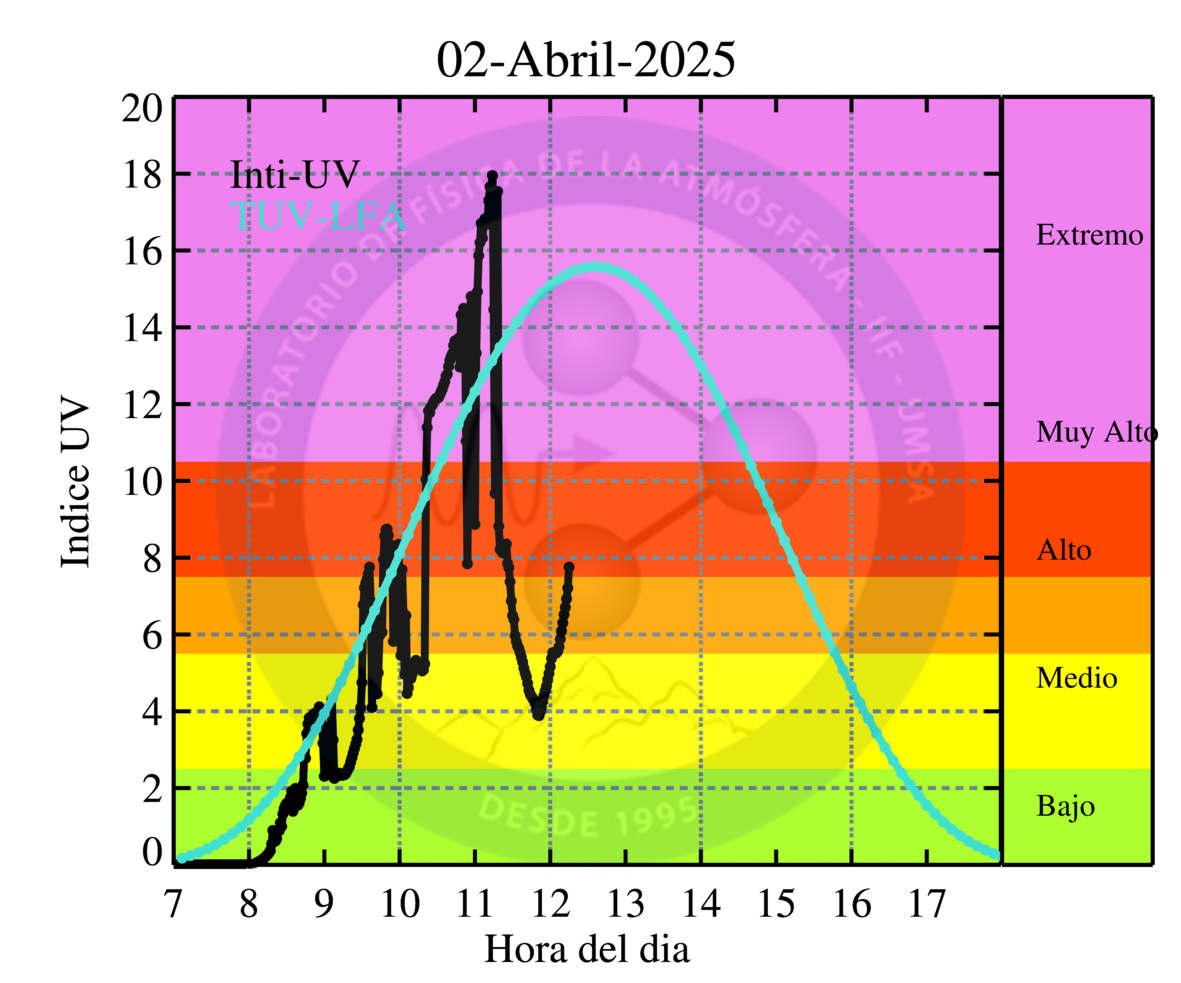 02-Abril-2025
20
18
16
14
12
10
8
6
4
2
0
Indice UV
Inti-UV
TUV-LFA
LABORATORIO DE FÍSICA DE LA ATMÓSFERA - IIF - UMSA
DESDE 1995
Extremo
Muy Alto
Alto
Medio
Bajo
7 8 9 10 11 12 13 14 15 16 17
Hora del dia